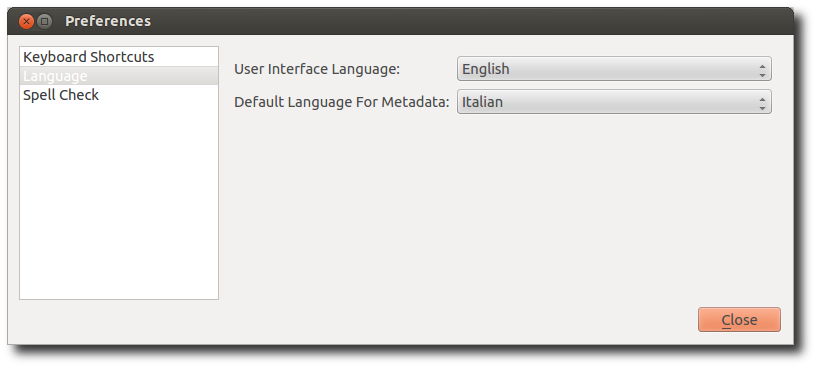 Preferences
Keyboard Shortcuts
Language
Spell Check
User Interface Language: English
Default Language For Metadata: Italian
Close